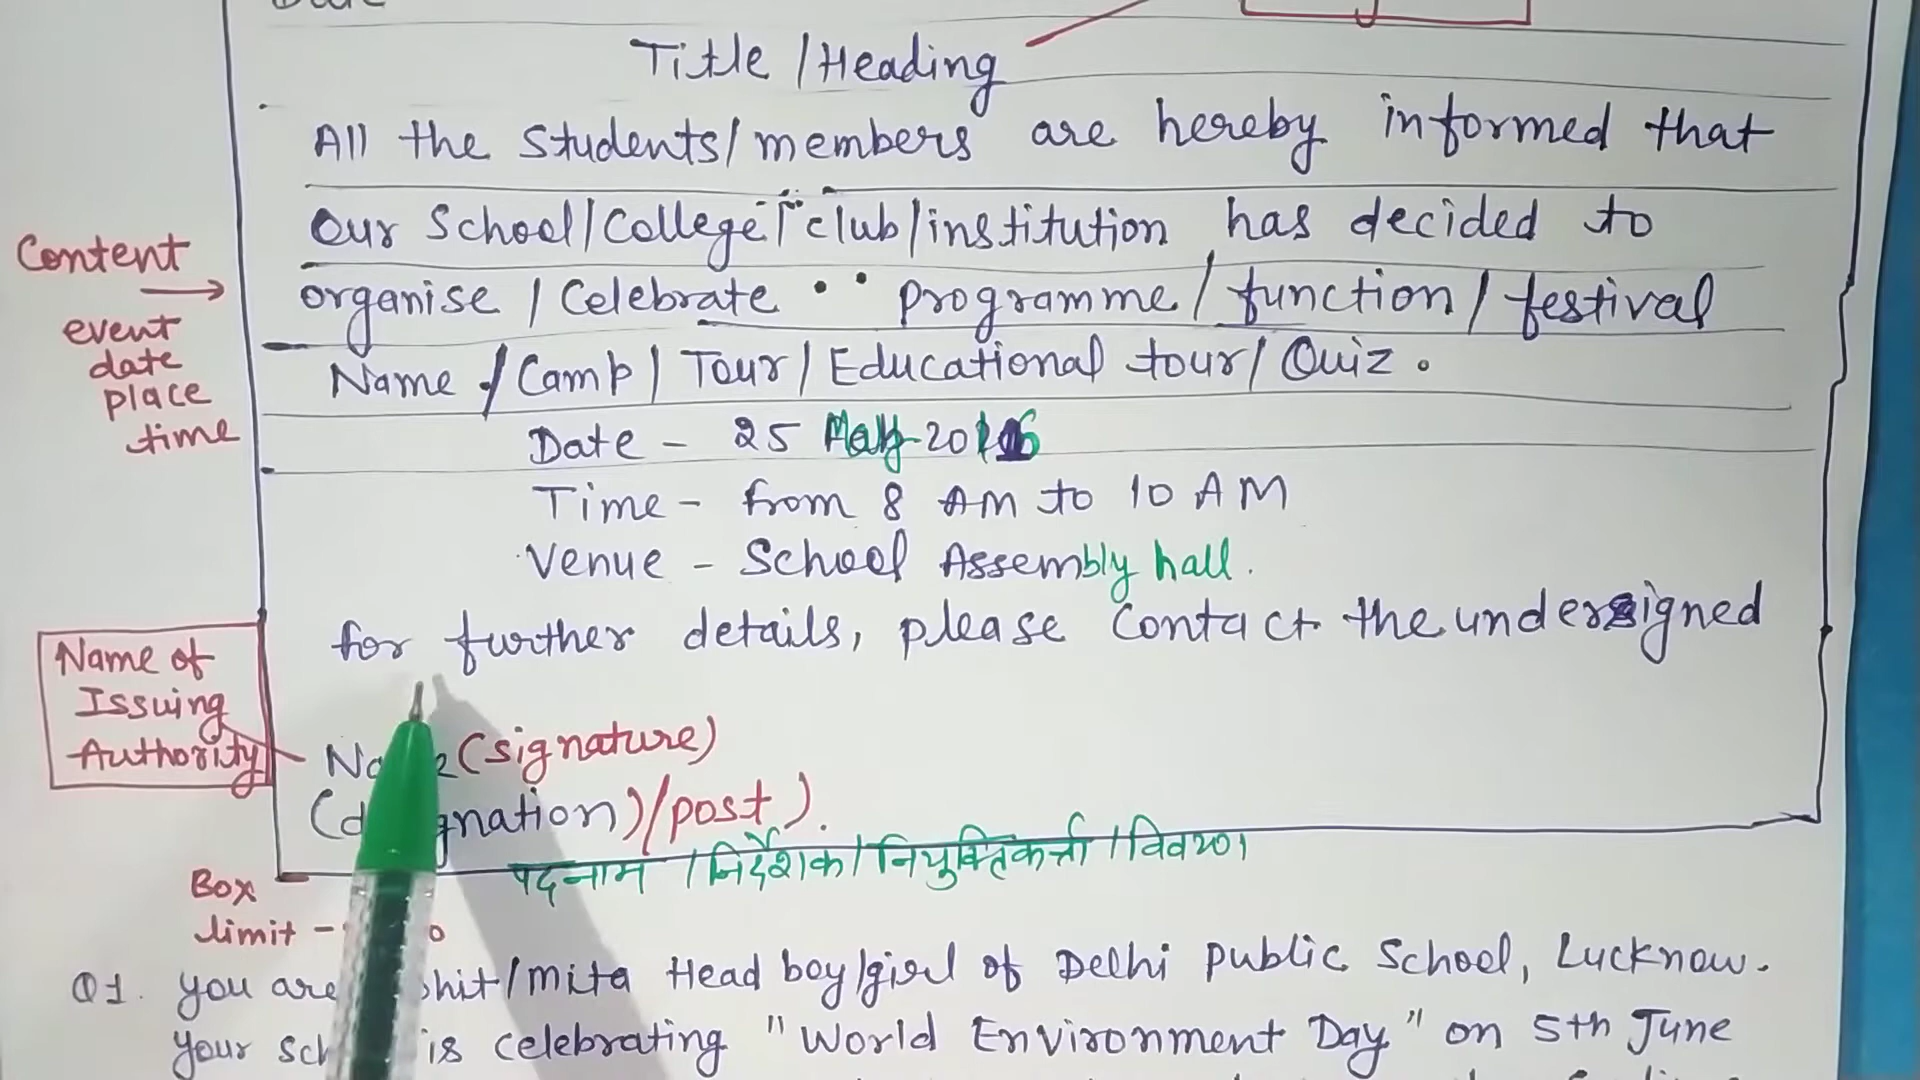 Title / Heading
All the students/members are hereby informed that
Our School/College/club/institution has decided to
organise / Celebrate programme / function / festival
Name / Camp / Tour / Educational tour / Quiz.
Content
event
date
place
time
Date - 25 May
Time - from 8 AM to 10 AM
Venue - School Assembly hall.
for further details, please Contact the undersigned
Name of
Issuing
Authority
(signature)
/post).
पदनाम / निर्देशक / नियुक्तिकर्त्ता /
Box
limit -
Q1. you are /mita Head boy/girl of Delhi Public School, Lucknow.
your is celebrating "World Environment Day" on 5th June